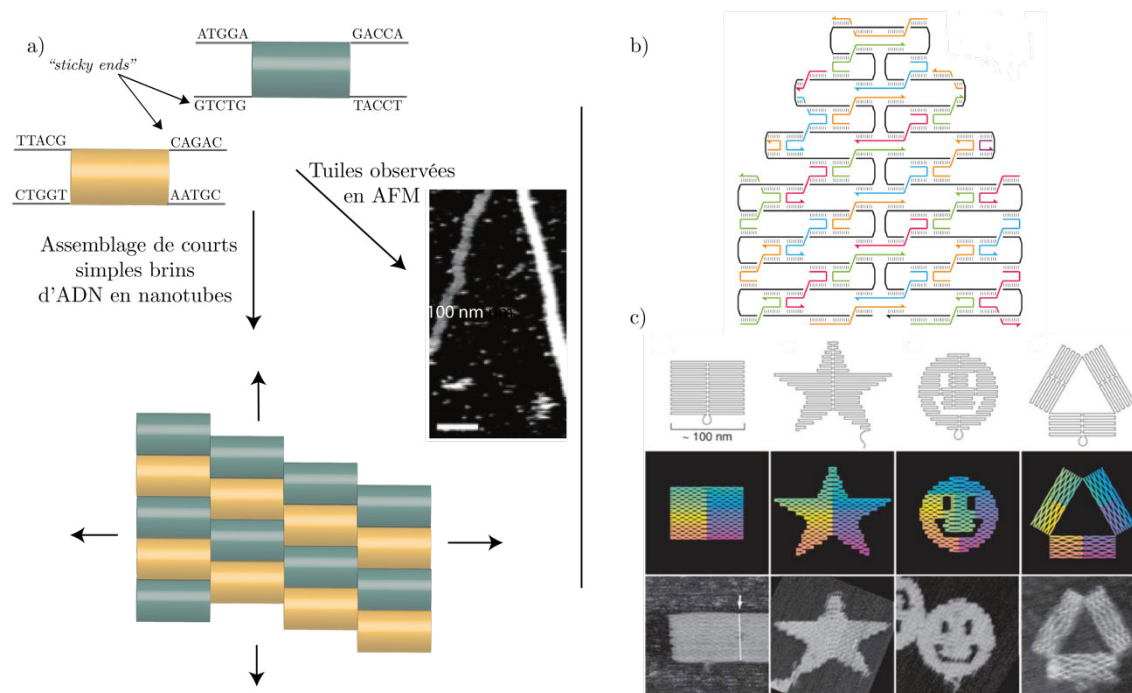 a)
“sticky ends”
ATGGA GACCA
GTCTG TACCT
TTACG CAGAC
CTGGT AATGC
Assemblage de courts
simples brins
d'ADN en nanotubes
Tuiles observées
en AFM
100 nm
b)
c)
~ 100 nm